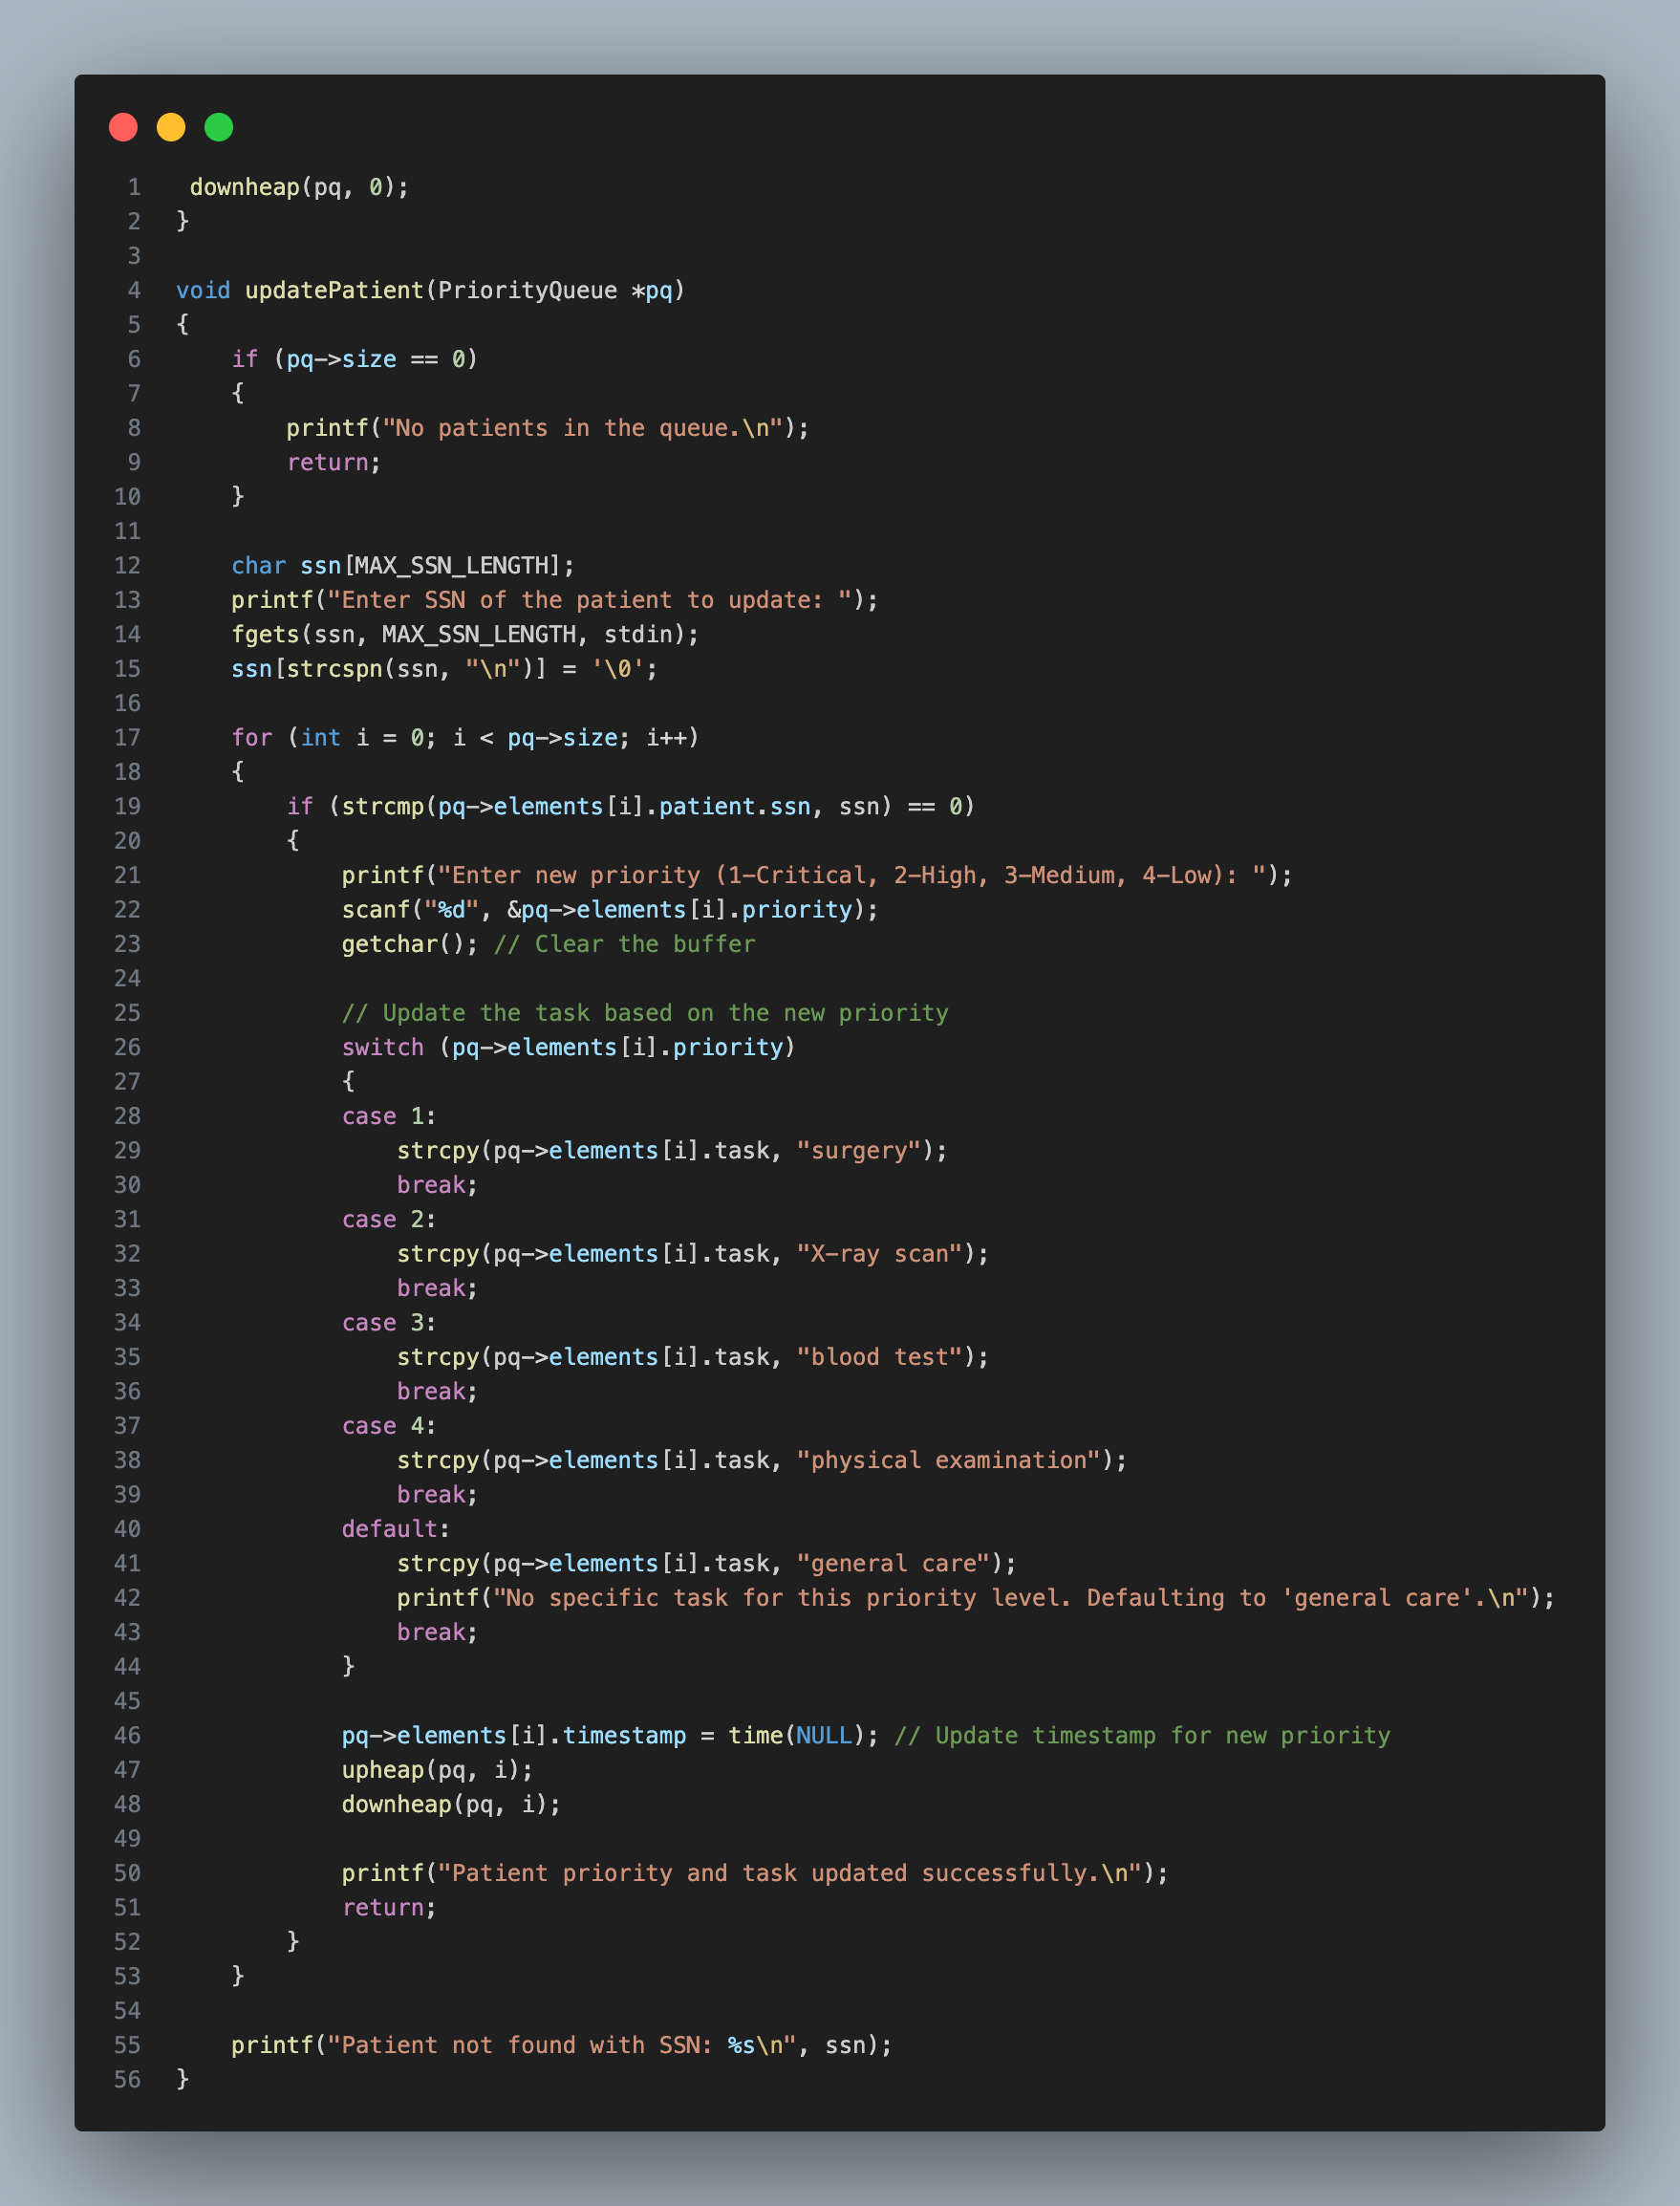 1 downheap(pq, 0);
2 }
3
4 void updatePatient(PriorityQueue *pq)
5 {
6     if (pq->size == 0)
7     {
8         printf("No patients in the queue.\n");
9         return;
10     }
11
12     char ssn[MAX_SSN_LENGTH];
13     printf("Enter SSN of the patient to update: ");
14     fgets(ssn, MAX_SSN_LENGTH, stdin);
15     ssn[strcspn(ssn, "\n")] = '\0';
16
17     for (int i = 0; i < pq->size; i++)
18     {
19         if (strcmp(pq->elements[i].patient.ssn, ssn) == 0)
20         {
21             printf("Enter new priority (1-Critical, 2-High, 3-Medium, 4-Low): ");
22             scanf("%d", &pq->elements[i].priority);
23             getchar(); // Clear the buffer
24
25             // Update the task based on the new priority
26             switch (pq->elements[i].priority)
27             {
28             case 1:
29                 strcpy(pq->elements[i].task, "surgery");
30                 break;
31             case 2:
32                 strcpy(pq->elements[i].task, "X-ray scan");
33                 break;
34             case 3:
35                 strcpy(pq->elements[i].task, "blood test");
36                 break;
37             case 4:
38                 strcpy(pq->elements[i].task, "physical examination");
39                 break;
40             default:
41                 strcpy(pq->elements[i].task, "general care");
42                 printf("No specific task for this priority level. Defaulting to 'general care'.\n");
43                 break;
44             }
45
46             pq->elements[i].timestamp = time(NULL); // Update timestamp for new priority
47             upheap(pq, i);
48             downheap(pq, i);
49
50             printf("Patient priority and task updated successfully.\n");
51             return;
52         }
53     }
54
55     printf("Patient not found with SSN: %s\n", ssn);
56 }